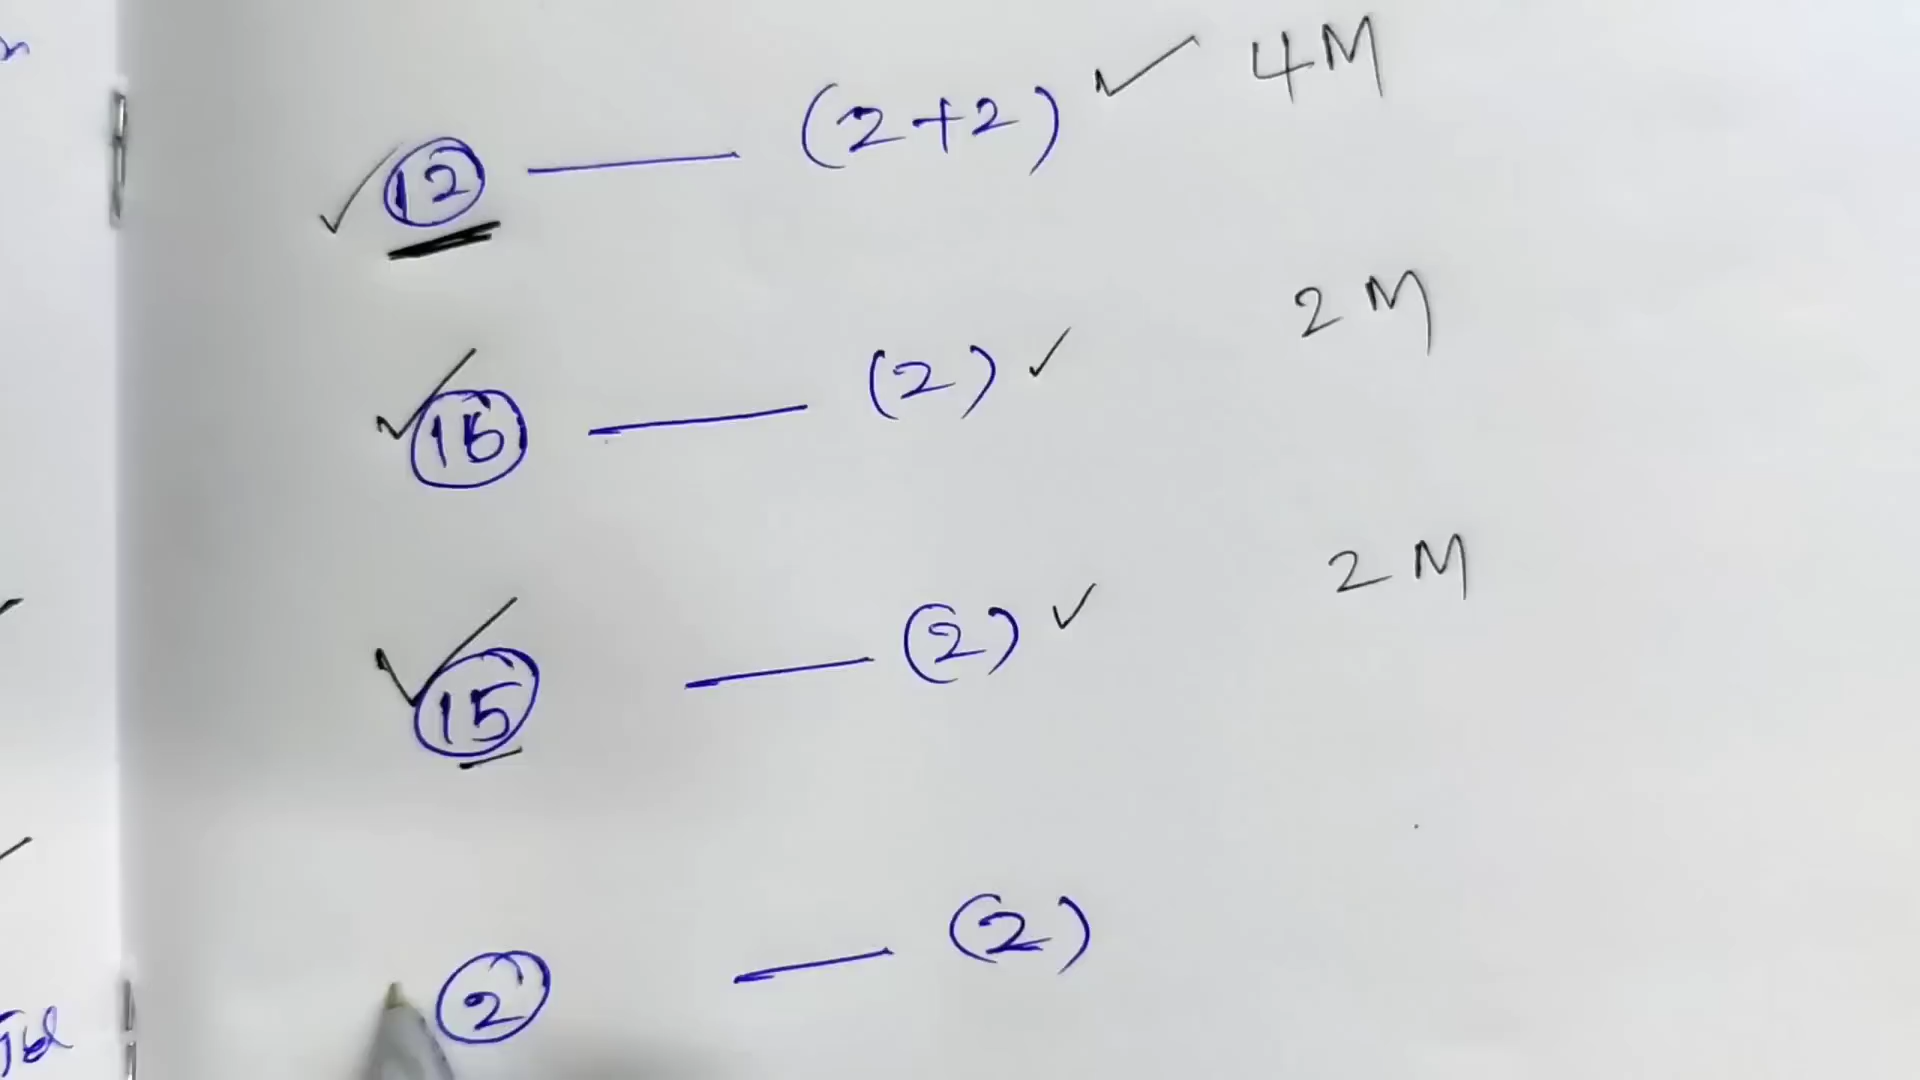 12 — (2+2) ✓ 4M
16 — (2) ✓ 2M
15 — (2) ✓ 2M
2 — (2)